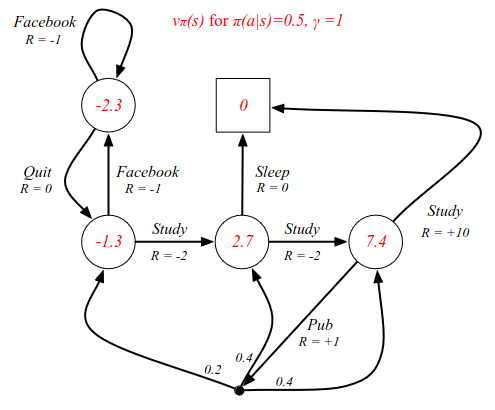 vπ(s) for π(a|s)=0.5, γ =1
Facebook
R = -1
-2.3
0
Quit
R = 0
Facebook
R = -1
Sleep
R = 0
Study
R = +10
-1.3
Study
R = -2
2.7
Study
R = -2
7.4
Pub
R = +1
0.2
0.4
0.4